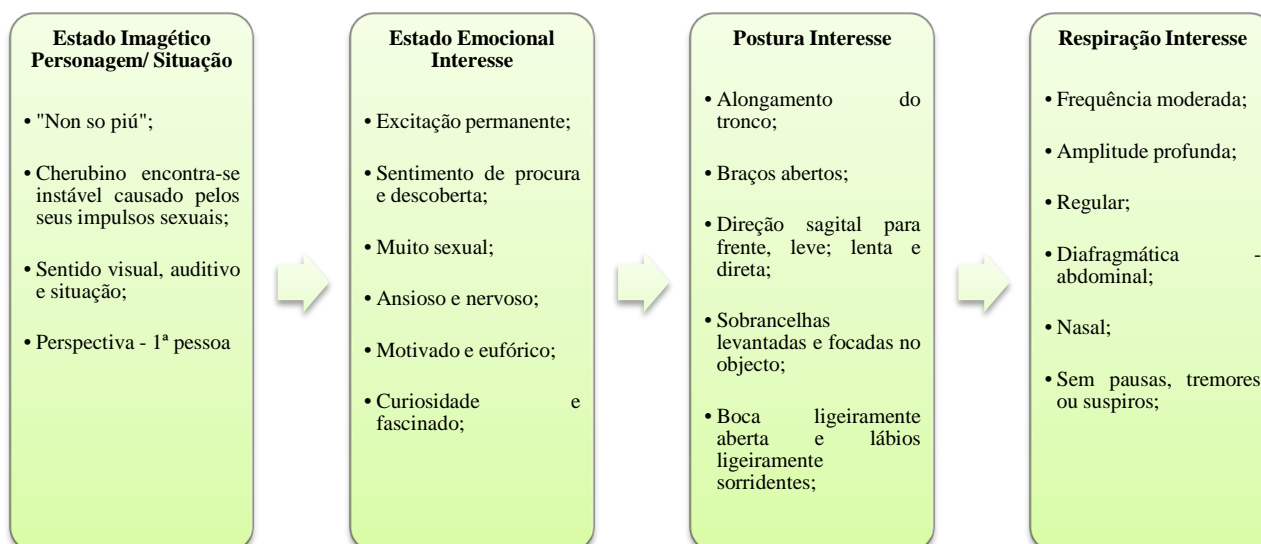 Estado Imagético
Personagem/ Situação
• "Non so piú";
• Cherubino encontra-se
instável causado pelos
seus impulsos sexuais;
• Sentido visual, auditivo
e situação;
• Perspectiva - 1ª pessoa
Estado Emocional
Interesse
• Excitação permanente;
• Sentimento de procura
e descoberta;
• Muito sexual;
• Ansioso e nervoso;
• Motivado e eufórico;
• Curiosidade e
fascinado;
Postura Interesse
• Alongamento do
tronco;
• Braços abertos;
• Direção sagital para
frente, leve; lenta e
direta;
• Sobrancelhas
levantadas e focadas no
objecto;
• Boca ligeiramente
aberta e lábios
ligeiramente
sorridentes;
Respiração Interesse
• Frequência moderada;
• Amplitude profunda;
• Regular;
• Diafragmática -
abdominal;
• Nasal;
• Sem pausas, tremores
ou suspiros;